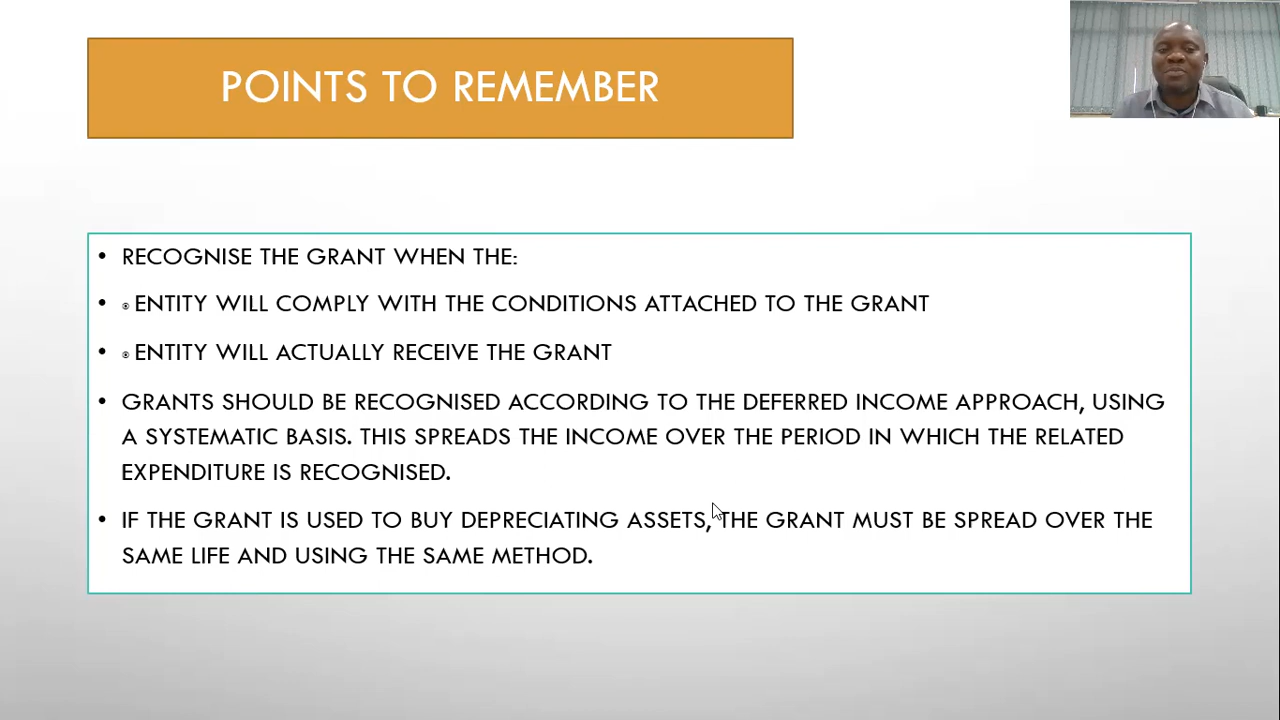 POINTS TO REMEMBER
• RECOGNISE THE GRANT WHEN THE:
• ⍟ ENTITY WILL COMPLY WITH THE CONDITIONS ATTACHED TO THE GRANT
• ⍟ ENTITY WILL ACTUALLY RECEIVE THE GRANT
• GRANTS SHOULD BE RECOGNISED ACCORDING TO THE DEFERRED INCOME APPROACH, USING
A SYSTEMATIC BASIS. THIS SPREADS THE INCOME OVER THE PERIOD IN WHICH THE RELATED
EXPENDITURE IS RECOGNISED.
• IF THE GRANT IS USED TO BUY DEPRECIATING ASSETS, THE GRANT MUST BE SPREAD OVER THE
SAME LIFE AND USING THE SAME METHOD.